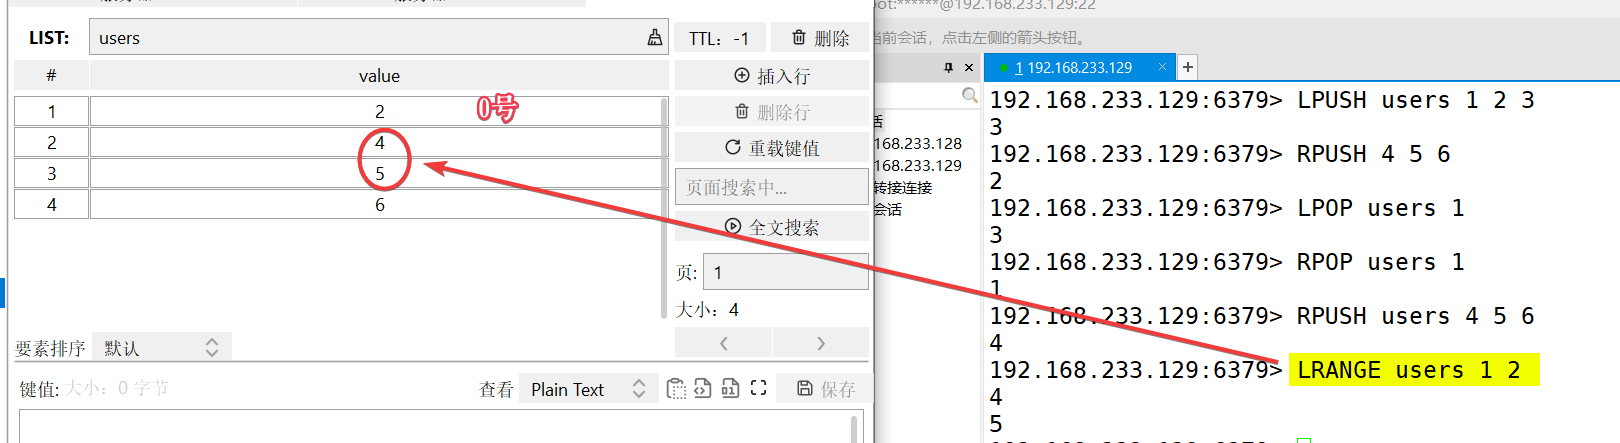 oot:******@192.168.233.129:22
LIST:
users
TTL：-1
删除
当前会话，点击左侧的箭头按钮。
#
value
插入行
1 192.168.233.129
1
2
0号
删除行
2
4
重载键值
3
5
页面搜索中...
4
6
全文搜索
页:
1
大小：4
话
168.233.128
168.233.129
转接连接
会话
192.168.233.129:6379> LPUSH users 1 2 3
3
192.168.233.129:6379> RPUSH 4 5 6
2
192.168.233.129:6379> LPOP users 1
3
192.168.233.129:6379> RPOP users 1
1
192.168.233.129:6379> RPUSH users 4 5 6
4
192.168.233.129:6379> LRANGE users 1 2
4
5
要素排序
默认
键值:
大小：0 字节
查看
Plain Text
保存